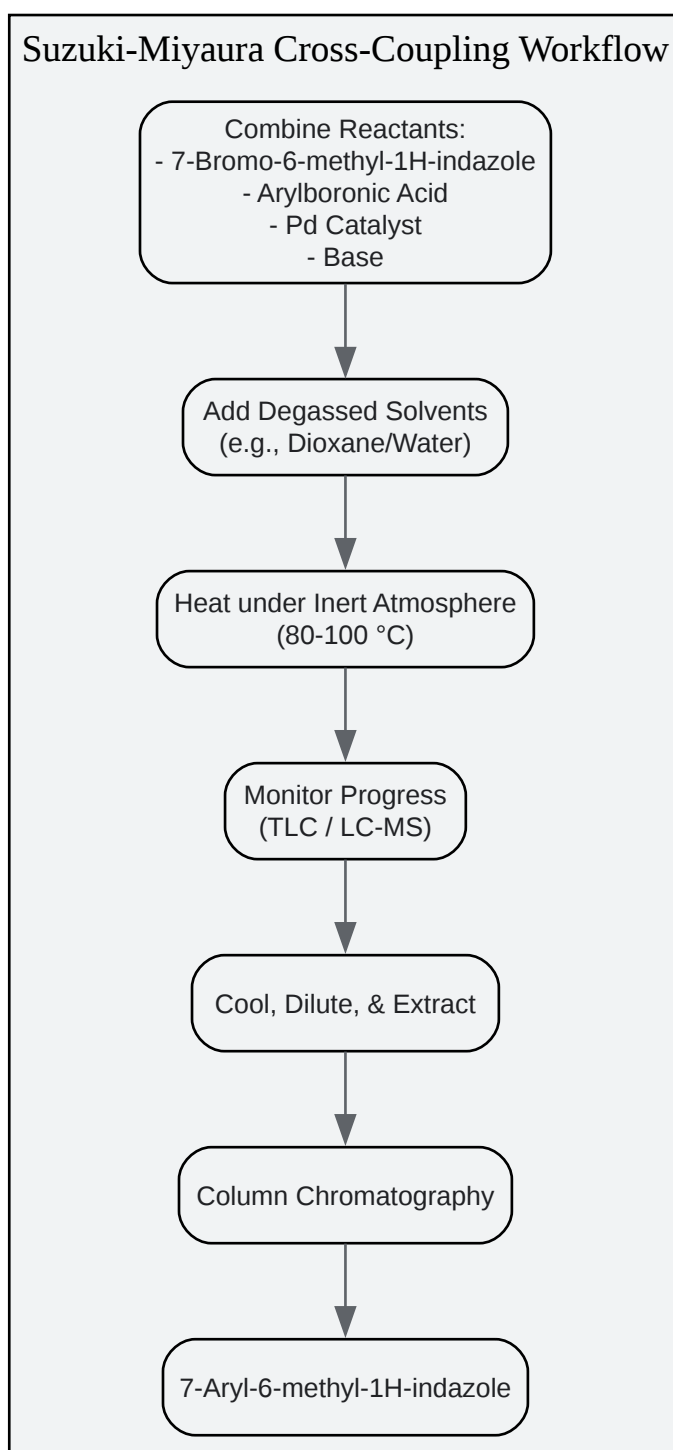 Suzuki-Miyaura Cross-Coupling Workflow
Combine Reactants:
- 7-Bromo-6-methyl-1H-indazole
- Arylboronic Acid
- Pd Catalyst
- Base
Add Degassed Solvents
(e.g., Dioxane/Water)
Heat under Inert Atmosphere
(80-100 °C)
Monitor Progress
(TLC / LC-MS)
Cool, Dilute, & Extract
Column Chromatography
7-Aryl-6-methyl-1H-indazole